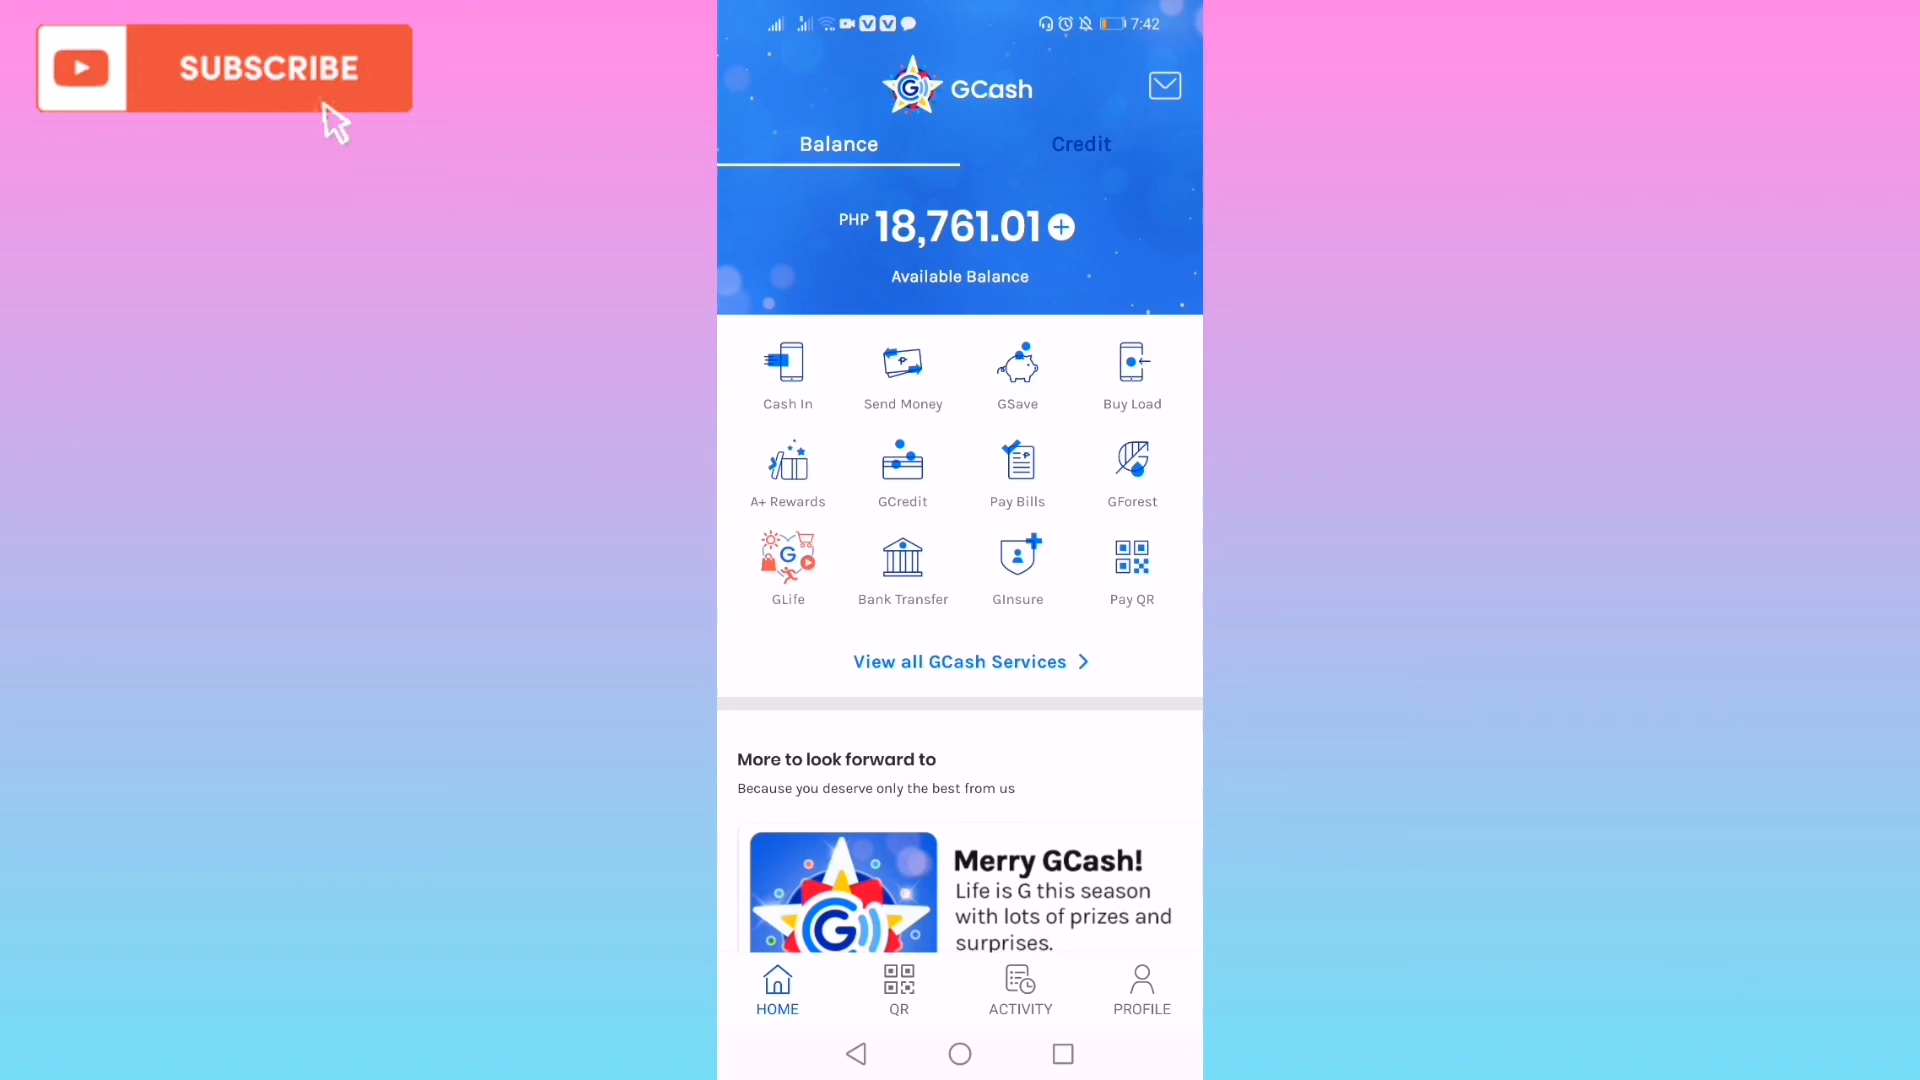 SUBSCRIBE
7:42
GCash
Balance
Credit
PHP 18,761.01
Available Balance
Cash In
Send Money
GSave
Buy Load
A+ Rewards
GCredit
Pay Bills
GForest
GLife
Bank Transfer
GInsure
Pay QR
View all GCash Services
More to look forward to
Because you deserve only the best from us
Merry GCash!
Life is G this season
with lots of prizes and
surprises.
HOME
QR
ACTIVITY
PROFILE